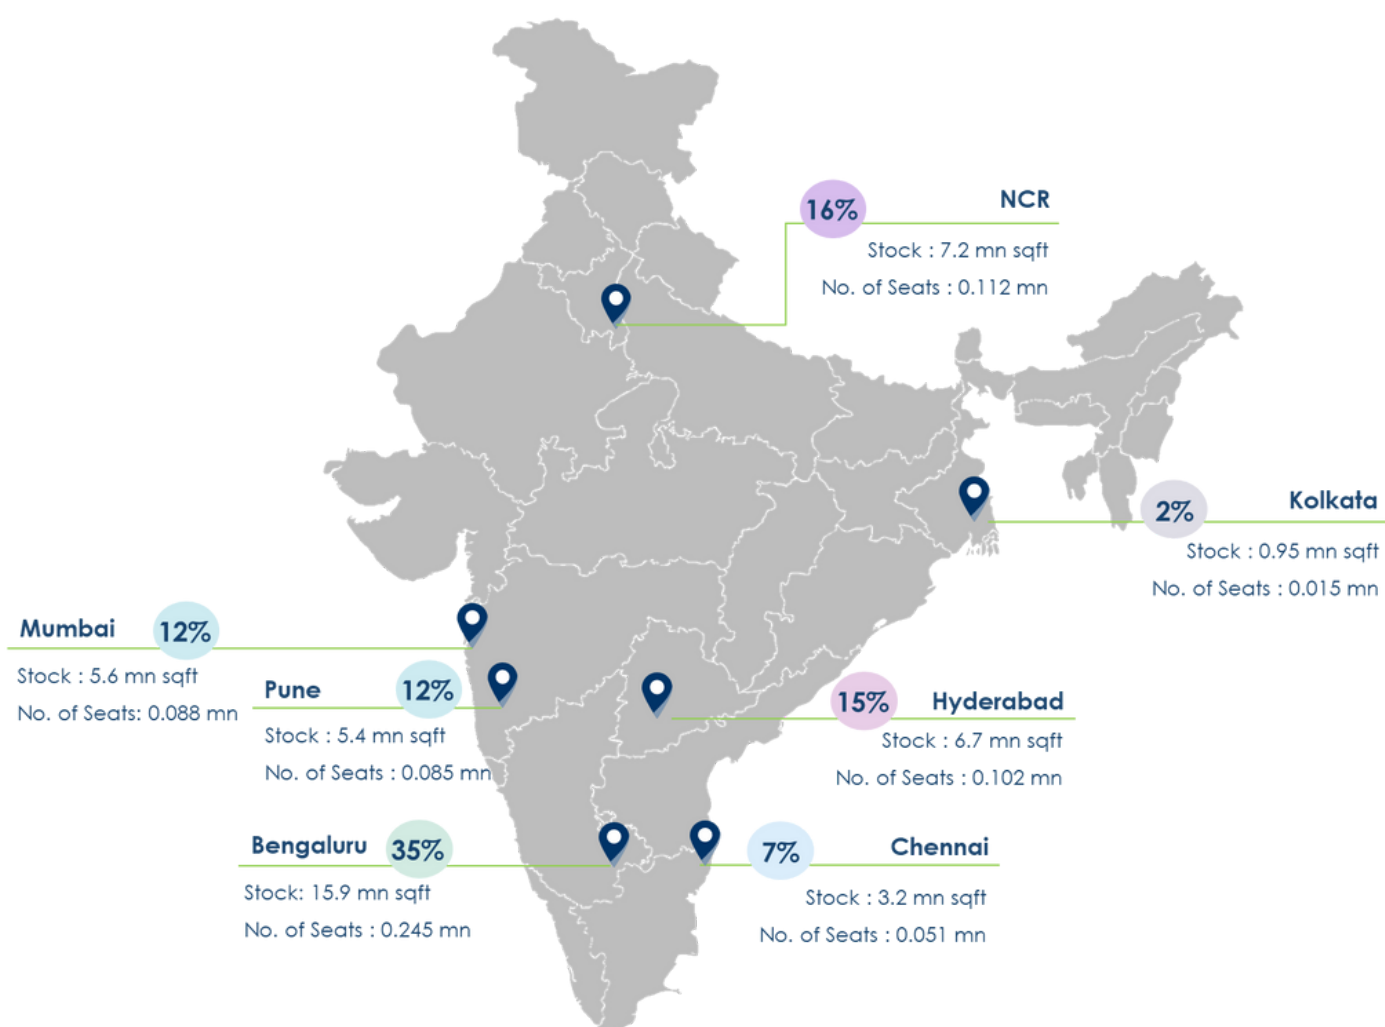 16%
NCR
Stock : 7.2 mn sqft
No. of Seats : 0.112 mn
2%
Kolkata
Stock : 0.95 mn sqft
No. of Seats : 0.015 mn
Mumbai
12%
Stock : 5.6 mn sqft
No. of Seats: 0.088 mn
Pune
12%
Stock : 5.4 mn sqft
No. of Seats : 0.085 mn
15%
Hyderabad
Stock : 6.7 mn sqft
No. of Seats : 0.102 mn
Bengaluru
35%
Stock: 15.9 mn sqft
No. of Seats : 0.245 mn
7%
Chennai
Stock : 3.2 mn sqft
No. of Seats : 0.051 mn